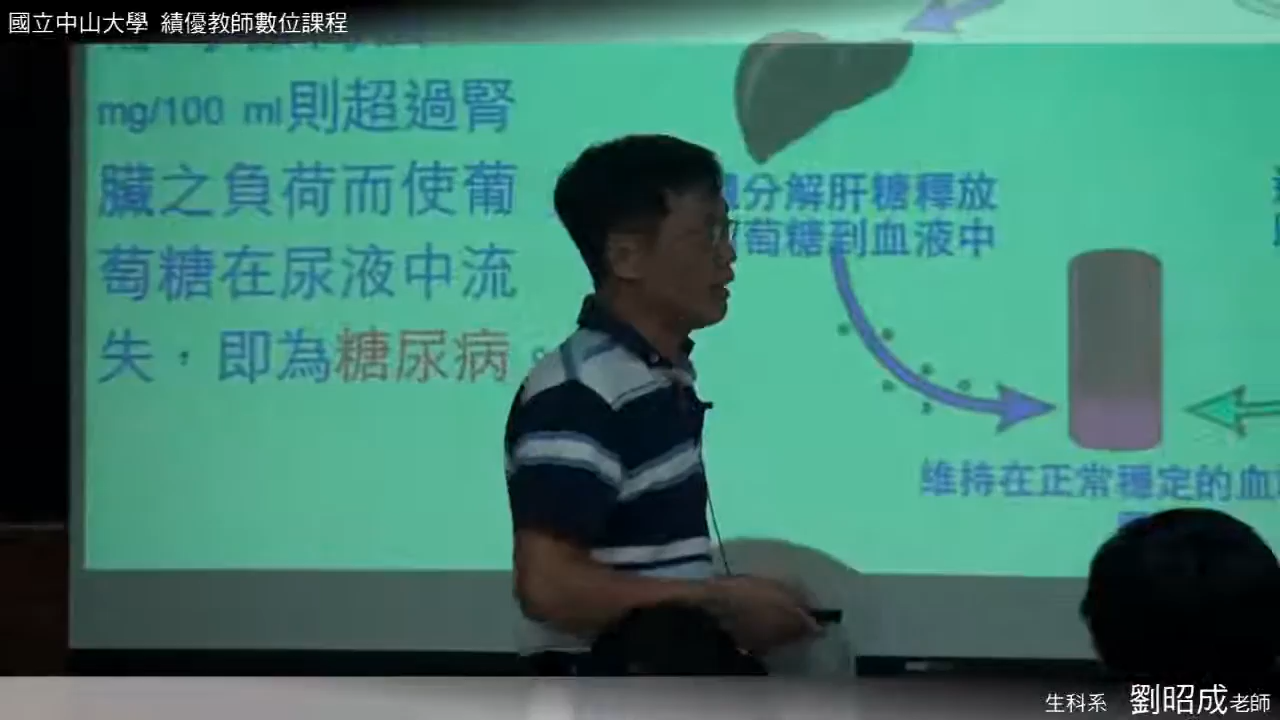 國立中山大學 績優教師數位課程
mg/100 ml則超過腎
臟之負荷而使葡
萄糖在尿液中流
失，即為糖尿病。
分解肝糖釋放
萄糖到血液中
維持在正常穩定的血
生科系 劉昭成老師